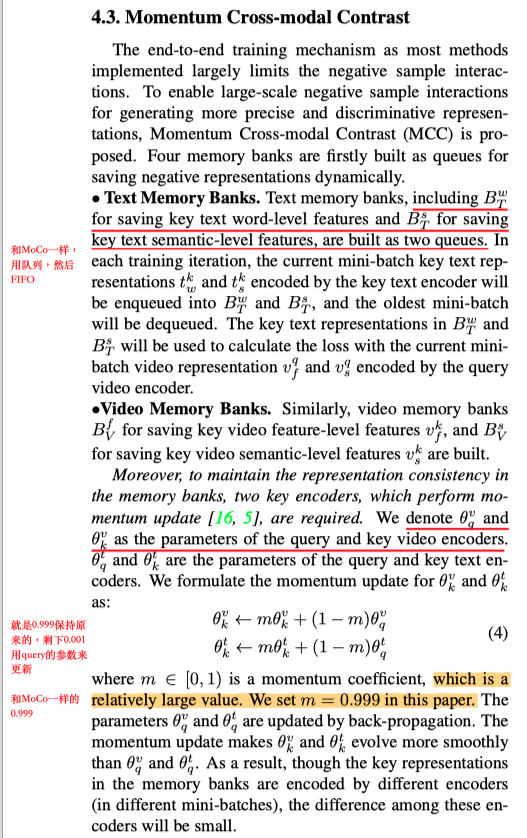 4.3. Momentum Cross-modal Contrast
The end-to-end training mechanism as most methods
implemented largely limits the negative sample interac-
tions. To enable large-scale negative sample interactions
for generating more precise and discriminative represen-
tations, Momentum Cross-modal Contrast (MCC) is pro-
posed. Four memory banks are firstly built as queues for
saving negative representations dynamically.
• Text Memory Banks. Text memory banks, including $B_T^w$
for saving key text word-level features and $B_T^s$ for saving
key text semantic-level features, are built as two queues. In
each training iteration, the current mini-batch key text rep-
resentations $t_w^k$ and $t_s^k$ encoded by the key text encoder will
be enqueued into $B_T^w$ and $B_T^s$, and the oldest mini-batch
will be dequeued. The key text representations in $B_T^w$ and
$B_T^s$ will be used to calculate the loss with the current mini-
batch video representation $v_f^q$ and $v_s^q$ encoded by the query
video encoder.
和MoCo一样,
用队列,然后
FIFO
•Video Memory Banks. Similarly, video memory banks
$B_V^f$ for saving key video feature-level features $v_f^k$, and $B_V^s$
for saving key video semantic-level features $v_s^k$ are built.
Moreover, to maintain the representation consistency in
the memory banks, two key encoders, which perform mo-
mentum update [16, 5], are required. We denote $\theta_q^v$ and
$\theta_k^v$ as the parameters of the query and key video encoders.
$\theta_q^t$ and $\theta_k^t$ are the parameters of the query and key text en-
coders. We formulate the momentum update for $\theta_k^v$ and $\theta_k^t$
as:
$\theta_k^v \leftarrow m\theta_k^v + (1 - m)\theta_q^v$
$\theta_k^t \leftarrow m\theta_k^t + (1 - m)\theta_q^t$
(4)
就是0.999保持原
来的,剩下0.001
用query的参数来
更新
where $m \in [0, 1)$ is a momentum coefficient, which is a
relatively large value. We set $m = 0.999$ in this paper. The
和MoCo一样的
0.999
parameters $\theta_q^v$ and $\theta_q^t$ are updated by back-propagation. The
momentum update makes $\theta_k^v$ and $\theta_k^t$ evolve more smoothly
than $\theta_q^v$ and $\theta_q^t$. As a result, though the key representations
in the memory banks are encoded by different encoders
(in different mini-batches), the difference among these en-
coders will be small.